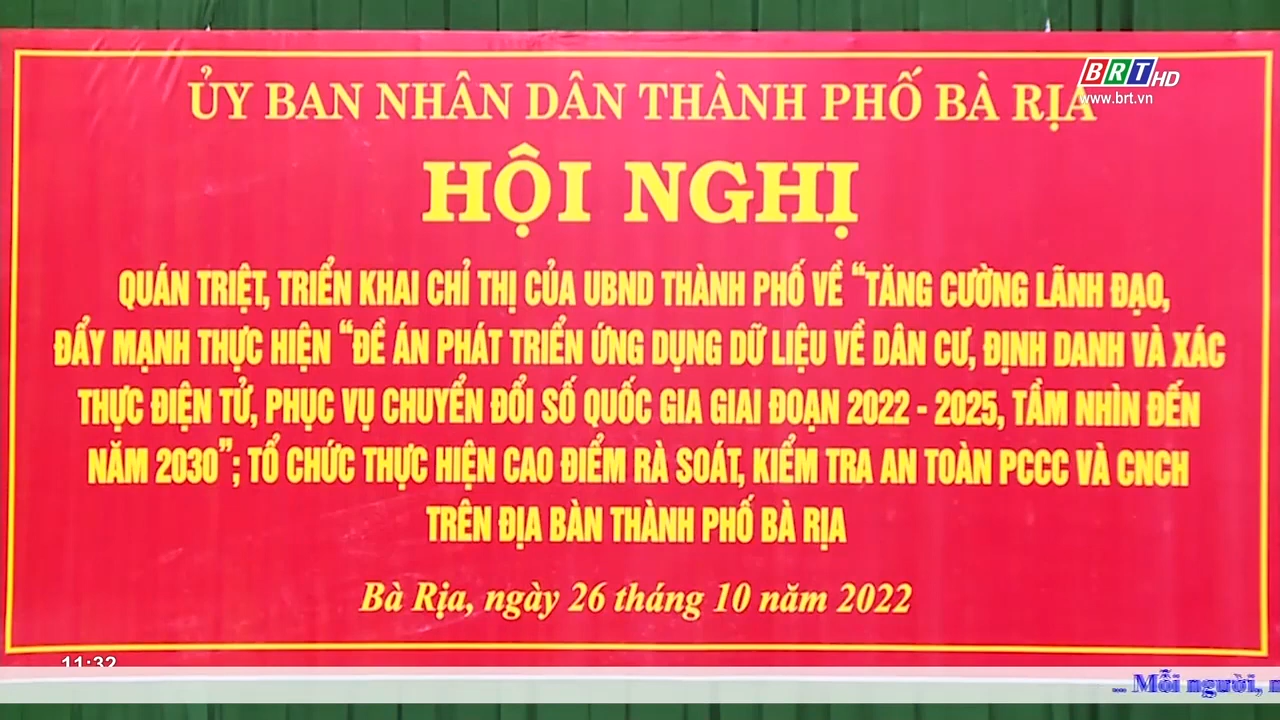 BRT HD
www.brt.vn
ỦY BAN NHÂN DÂN THÀNH PHỐ BÀ RỊA
HỘI NGHỊ
QUÁN TRIỆT, TRIỂN KHAI CHỈ THỊ CỦA UBND THÀNH PHỐ VỀ “TĂNG CƯỜNG LÃNH ĐẠO,
ĐẨY MẠNH THỰC HIỆN “ĐỀ ÁN PHÁT TRIỂN ỨNG DỤNG DỮ LIỆU VỀ DÂN CƯ, ĐỊNH DANH VÀ XÁC
THỰC ĐIỆN TỬ, PHỤC VỤ CHUYỂN ĐỔI SỐ QUỐC GIA GIAI ĐOẠN 2022 - 2025, TẦM NHÌN ĐẾN
NĂM 2030”; TỔ CHỨC THỰC HIỆN CAO ĐIỂM RÀ SOÁT, KIỂM TRA AN TOÀN PCCC VÀ CNCH
TRÊN ĐỊA BÀN THÀNH PHỐ BÀ RỊA
Bà Rịa, ngày 26 tháng 10 năm 2022
11:32
... Mỗi người,